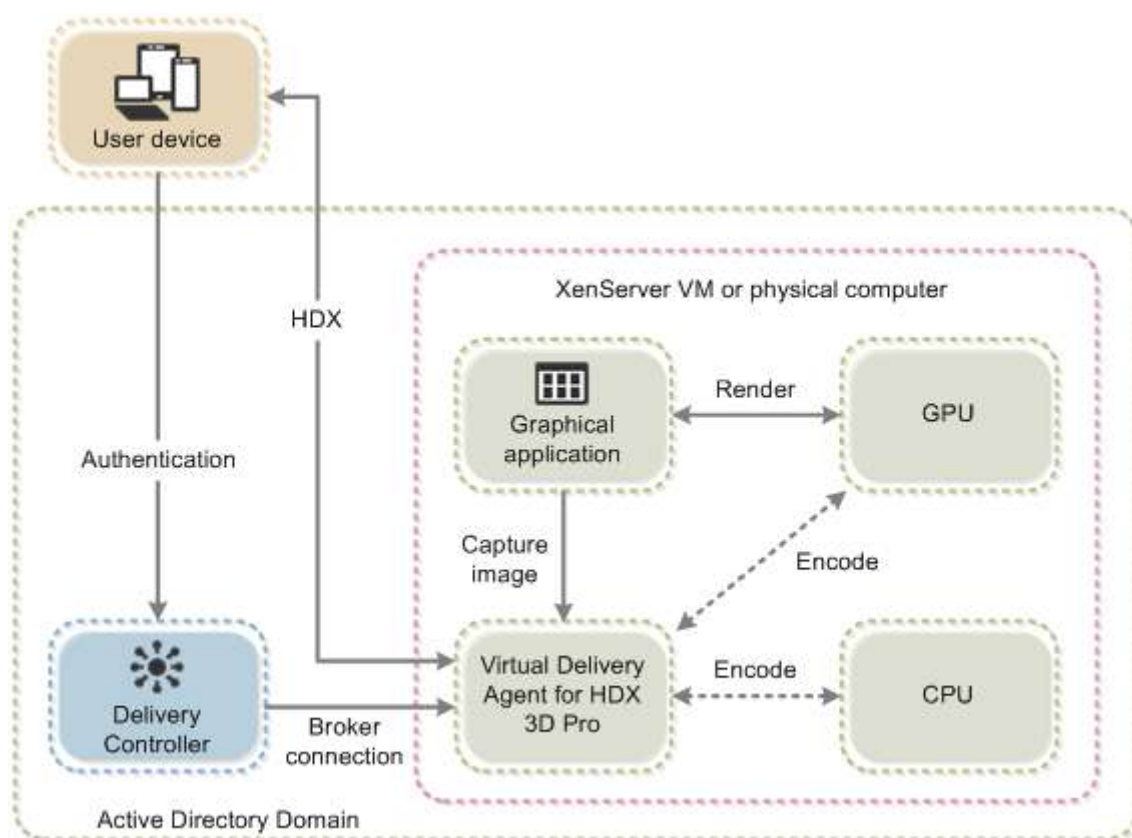 User device
XenServer VM or physical computer
HDX
Render
Graphical
application
GPU
Authentication
Capture
image
Encode
Virtual Delivery
Agent for HDX
3D Pro
Encode
CPU
Delivery
Controller
Broker
connection
Active Directory Domain